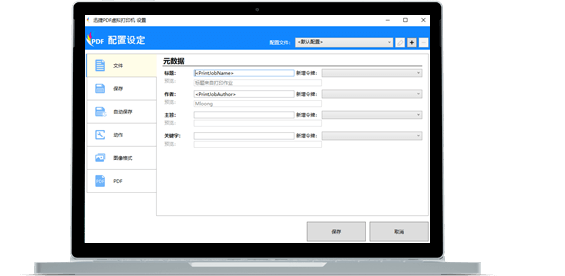 迅捷PDF虚拟打印机 设置
PDF 配置设定
配置文件: <默认配置>
文件
保存
自动保存
动作
图像格式
PDF
元数据
标题: <PrintJobName> 新增令牌:
预览: 标题来自打印作业
作者: <PrintJobAuthor> 新增令牌:
预览:
主旨: 新增令牌:
预览:
关键字: 新增令牌:
预览:
保存 取消